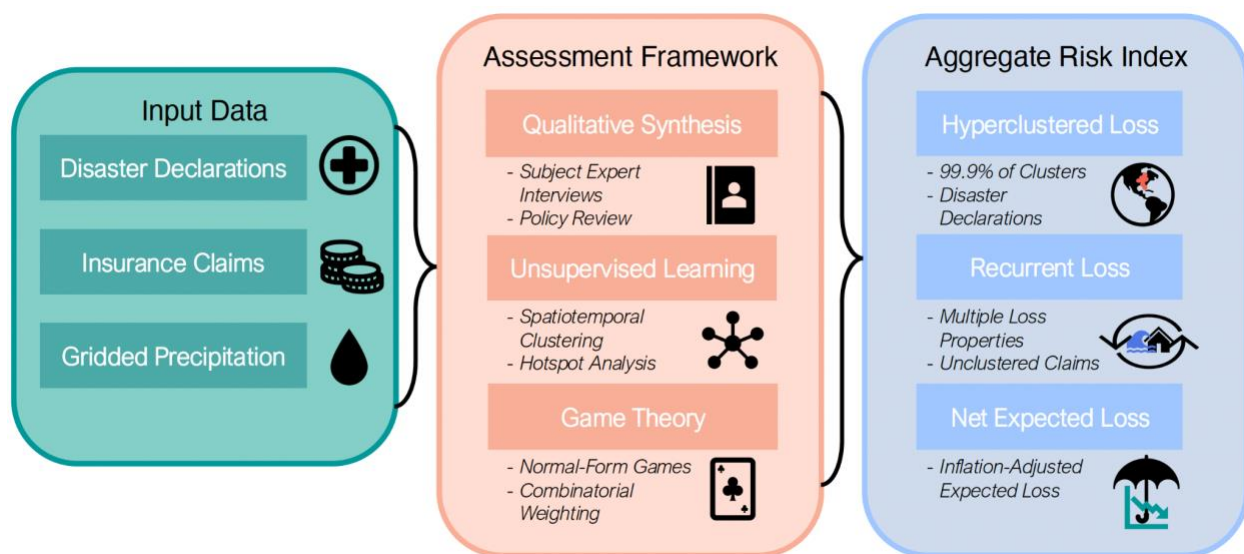 Input Data
Disaster Declarations
Insurance Claims
Gridded Precipitation
Assessment Framework
Qualitative Synthesis
- Subject Expert
Interviews
- Policy Review
Unsupervised Learning
- Spatiotemporal
Clustering
- Hotspot Analysis
Game Theory
- Normal-Form Games
- Combinatorial
Weighting
Aggregate Risk Index
Hyperclustered Loss
- 99.9% of Clusters
- Disaster
Declarations
Recurrent Loss
- Multiple Loss
Properties
- Unclustered Claims
Net Expected Loss
- Inflation-Adjusted
Expected Loss